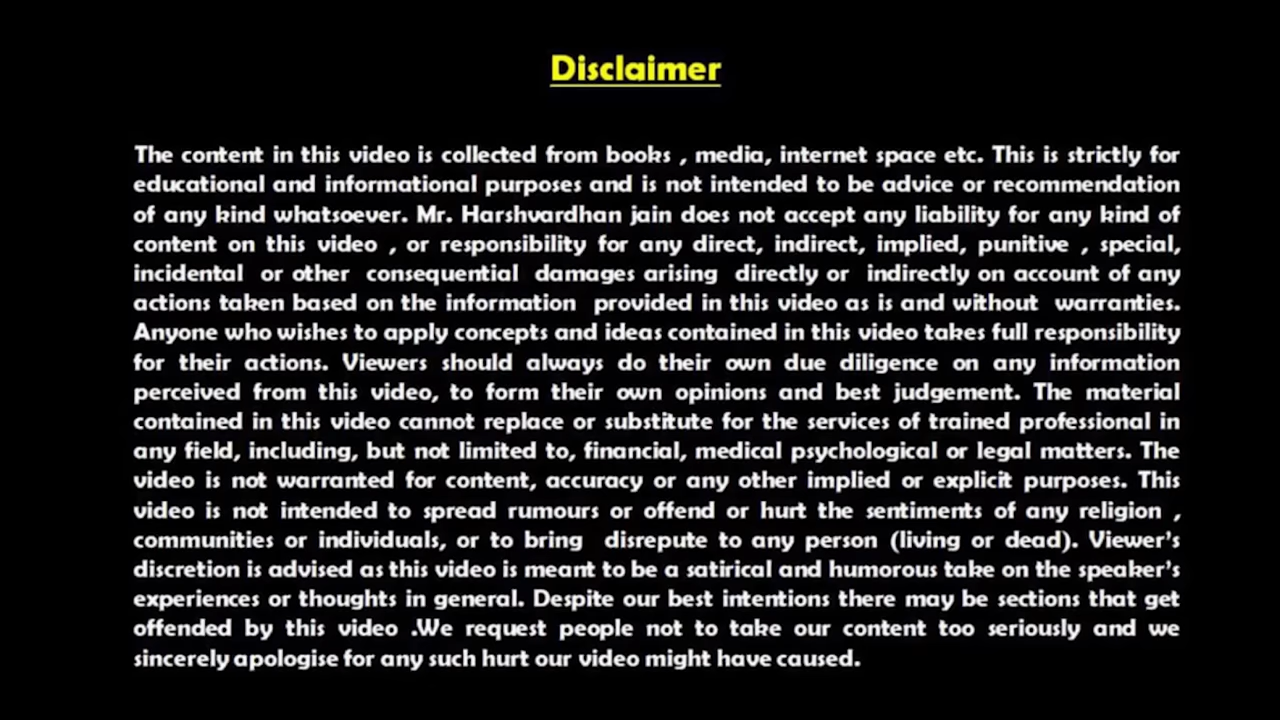 Disclaimer
The content in this video is collected from books , media, internet space etc. This is strictly for
educational and informational purposes and is not intended to be advice or recommendation
of any kind whatsoever. Mr. Harshvardhan jain does not accept any liability for any kind of
content on this video , or responsibility for any direct, indirect, implied, punitive , special,
incidental or other consequential damages arising directly or indirectly on account of any
actions taken based on the information provided in this video as is and without warranties.
Anyone who wishes to apply concepts and ideas contained in this video takes full responsibility
for their actions. Viewers should always do their own due diligence on any information
perceived from this video, to form their own opinions and best judgement. The material
contained in this video cannot replace or substitute for the services of trained professional in
any field, including, but not limited to, financial, medical psychological or legal matters. The
video is not warranted for content, accuracy or any other implied or explicit purposes. This
video is not intended to spread rumours or offend or hurt the sentiments of any religion ,
communities or individuals, or to bring disrepute to any person (living or dead). Viewer's
discretion is advised as this video is meant to be a satirical and humorous take on the speaker's
experiences or thoughts in general. Despite our best intentions there may be sections that get
offended by this video .We request people not to take our content too seriously and we
sincerely apologise for any such hurt our video might have caused.